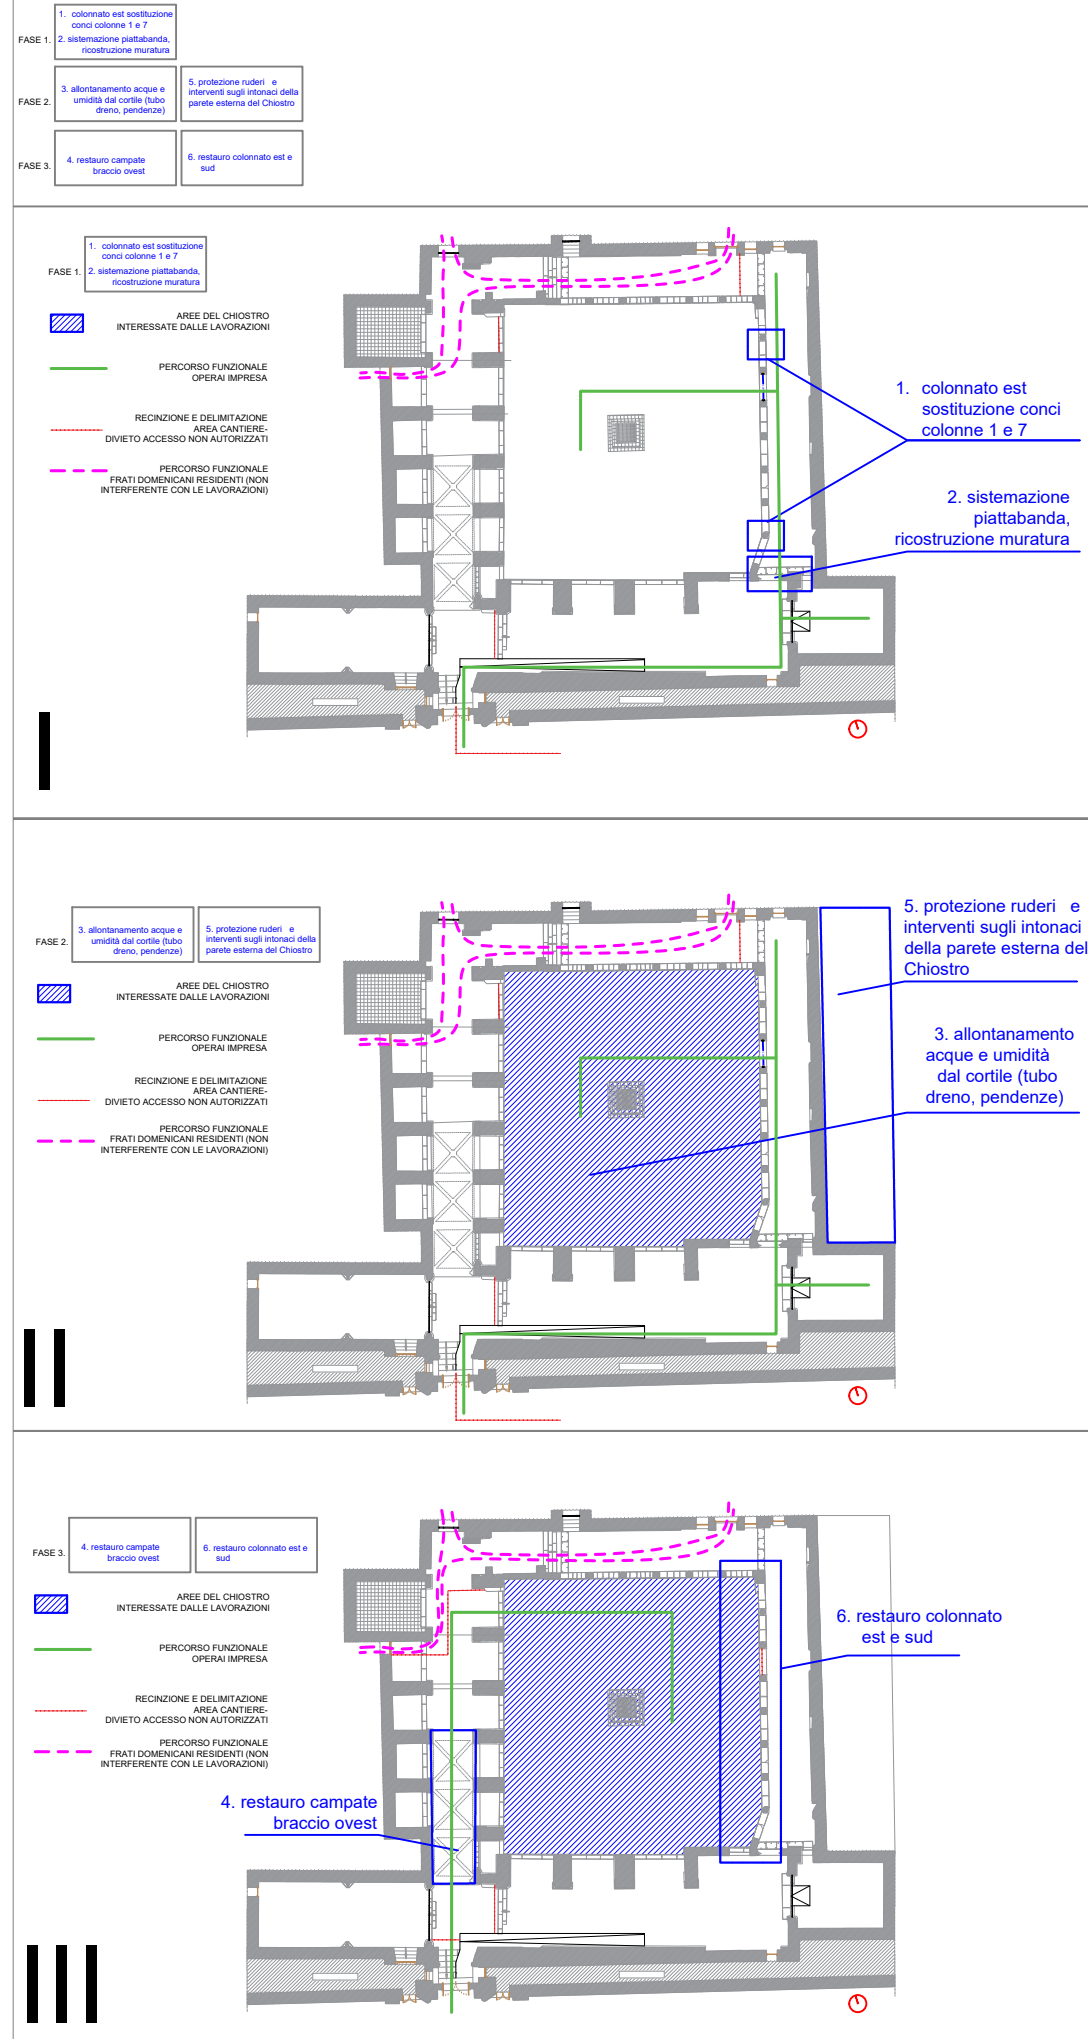 1. colonnato est sostituzione
conci colonne 1 e 7
FASE 1.
2. sistemazione piattabanda,
ricostruzione muratura
FASE 2.
3. allontanamento acque e
umidità dal cortile (tubo
dreno, pendenze)
5. protezione ruderi e
interventi sugli intonaci della
parete esterna del Chiostro
FASE 3.
4. restauro campate
braccio ovest
6. restauro colonnato est e
sud
FASE 1.
1. colonnato est sostituzione
conci colonne 1 e 7
2. sistemazione piattabanda,
ricostruzione muratura
AREE DEL CHIOSTRO
INTERESSATE DALLE LAVORAZIONI
PERCORSO FUNZIONALE
OPERAI IMPRESA
RECINZIONE E DELIMITAZIONE
AREA CANTIERE-
DIVIETO ACCESSO NON AUTORIZZATI
PERCORSO FUNZIONALE
FRATI DOMENICANI RESIDENTI (NON
INTERFERENTE CON LE LAVORAZIONI)
1. colonnato est
sostituzione conci
colonne 1 e 7
2. sistemazione
piattabanda,
ricostruzione muratura
FASE 2.
3. allontanamento acque e
umidità dal cortile (tubo
dreno, pendenze)
5. protezione ruderi e
interventi sugli intonaci della
parete esterna del Chiostro
AREE DEL CHIOSTRO
INTERESSATE DALLE LAVORAZIONI
PERCORSO FUNZIONALE
OPERAI IMPRESA
RECINZIONE E DELIMITAZIONE
AREA CANTIERE-
DIVIETO ACCESSO NON AUTORIZZATI
PERCORSO FUNZIONALE
FRATI DOMENICANI RESIDENTI (NON
INTERFERENTE CON LE LAVORAZIONI)
5. protezione ruderi e
interventi sugli intonaci
della parete esterna del
Chiostro
3. allontanamento
acque e umidità
dal cortile (tubo
dreno, pendenze)
FASE 3.
4. restauro campate
braccio ovest
6. restauro colonnato est e
sud
AREE DEL CHIOSTRO
INTERESSATE DALLE LAVORAZIONI
PERCORSO FUNZIONALE
OPERAI IMPRESA
RECINZIONE E DELIMITAZIONE
AREA CANTIERE-
DIVIETO ACCESSO NON AUTORIZZATI
PERCORSO FUNZIONALE
FRATI DOMENICANI RESIDENTI (NON
INTERFERENTE CON LE LAVORAZIONI)
6. restauro colonnato
est e sud
4. restauro campate
braccio ovest